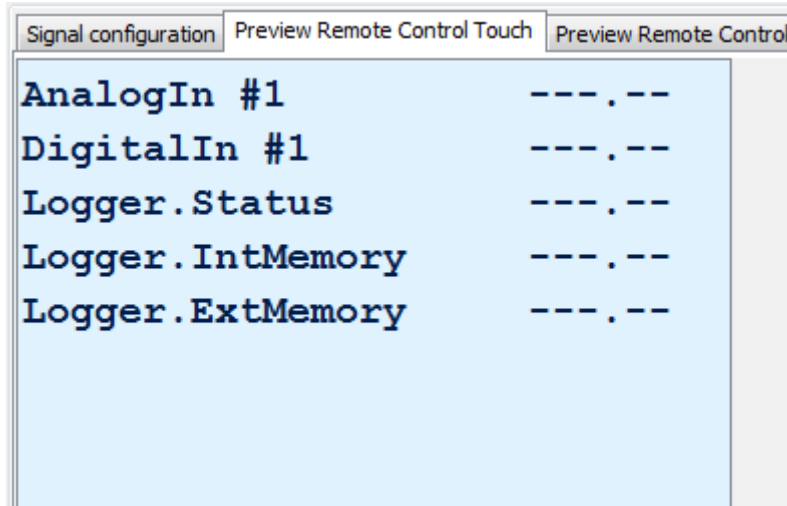 Signal configuration Preview Remote Control Touch Preview Remote Control
AnalogIn #1 ---.--
DigitalIn #1 ---.--
Logger.Status ---.--
Logger.IntMemory ---.--
Logger.ExtMemory ---.--